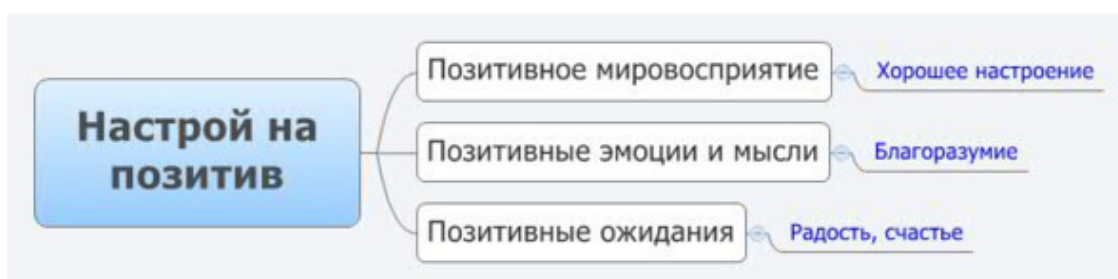 Настрой на
позитив
Позитивное мировосприятие
Хорошее настроение
Позитивные эмоции и мысли
Благоразумие
Позитивные ожидания
Радость, счастье